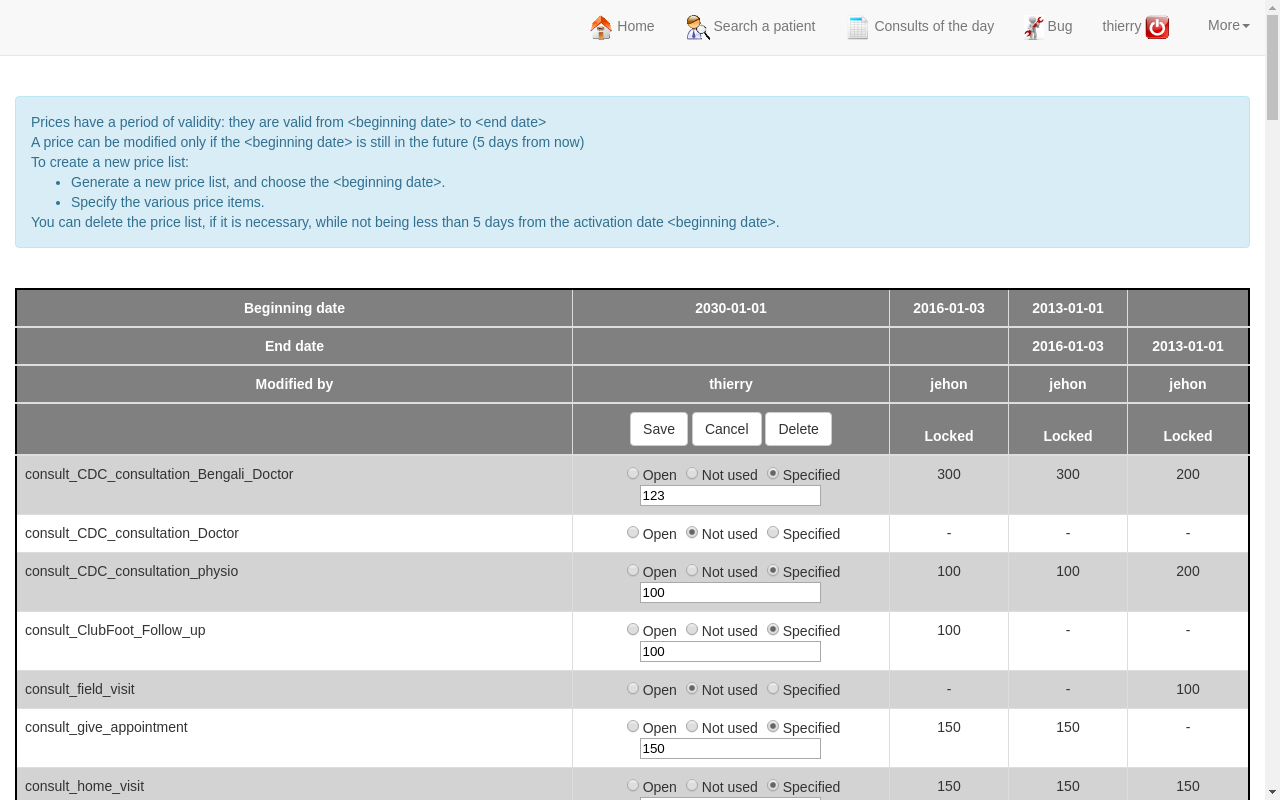 Home Search a patient Consults of the day Bug thierry More
Prices have a period of validity: they are valid from <beginning date> to <end date>
A price can be modified only if the <beginning date> is still in the future (5 days from now)
To create a new price list:
• Generate a new price list, and choose the <beginning date>.
• Specify the various price items.
You can delete the price list, if it is necessary, while not being less than 5 days from the activation date <beginning date>.
Beginning date 2030-01-01 2016-01-03 2013-01-01
End date 2016-01-03 2013-01-01
Modified by thierry jehon jehon jehon
Save Cancel Delete Locked Locked Locked
consult_CDC_consultation_Bengali_Doctor Open Not used Specified 300 300 200
123
consult_CDC_consultation_Doctor Open Not used Specified - - -
consult_CDC_consultation_physio Open Not used Specified 100 100 200
100
consult_ClubFoot_Follow_up Open Not used Specified 100 - -
100
consult_field_visit Open Not used Specified - - 100
consult_give_appointment Open Not used Specified 150 150 -
150
consult_home_visit Open Not used Specified 150 150 150